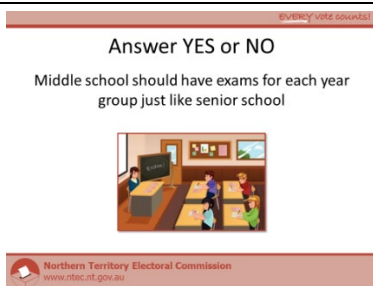 EVERY vote counts!
Answer YES or NO
Middle school should have exams for each year
group just like senior school
Exams!
Northern Territory Electoral Commission
www.ntec.nt.gov.au